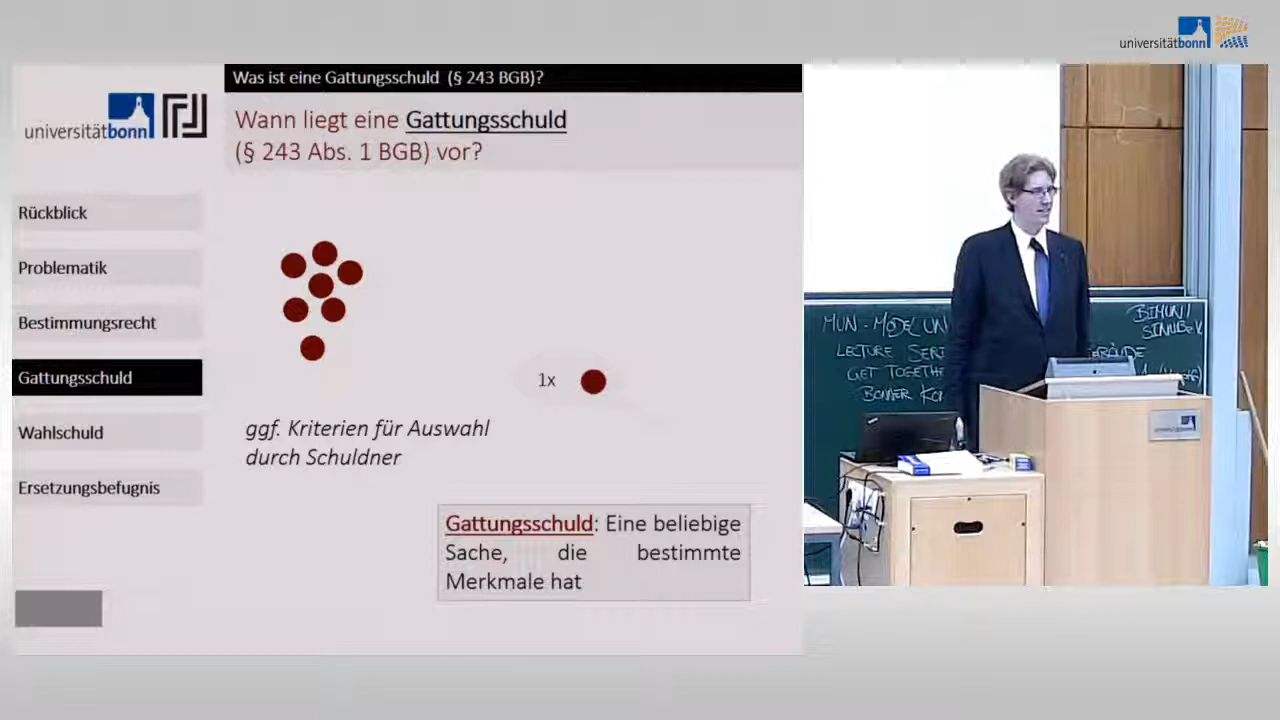 universitätbonn
Was ist eine Gattungsschuld (§ 243 BGB)?
universitätbonn
Wann liegt eine Gattungsschuld
(§ 243 Abs. 1 BGB) vor?
Rückblick
Problematik
Bestimmungsrecht
Gattungsschuld
Wahlschuld
Ersetzungsbefugnis
1x
ggf. Kriterien für Auswahl
durch Schuldner
Gattungsschuld: Eine beliebige
Sache, die bestimmte
Merkmale hat
MUN - MODEL UN
LECTURE SER
GET TOGETHE
BONNER
BIMUN/
SINUB e.V.